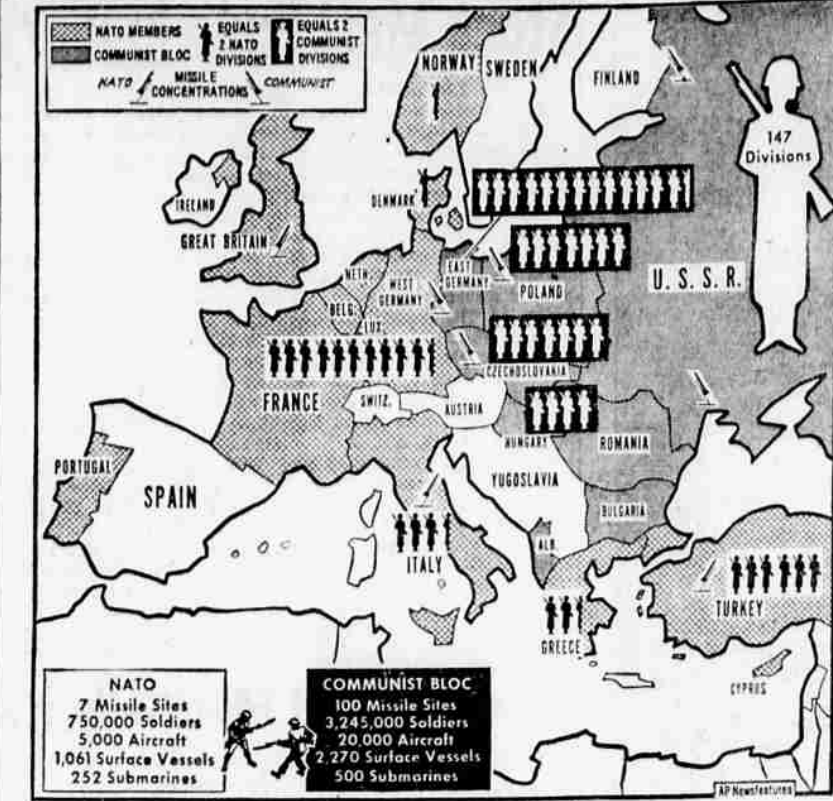 NATO MEMBERS
COMMUNIST BLOC
EQUALS
2 NATO
DIVISIONS
EQUALS 2
COMMUNIST
DIVISIONS
NATO
MISSILE
CONCENTRATIONS
COMMUNIST
NORWAY
SWEDEN
FINLAND
147
Divisions
IRELAND
GREAT BRITAIN
DENMARK
NETH.
BELG.
LUX.
WEST
GERMANY
EAST
GERMANY
POLAND
U.S.S.R.
CZECHOSLOVAKIA
FRANCE
SWITZ.
AUSTRIA
HUNGARY
ROMANIA
PORTUGAL
SPAIN
YUGOSLAVIA
BULGARIA
ALB.
ITALY
GREECE
TURKEY
CYPRUS
NATO
7 Missile Sites
750,000 Soldiers
5,000 Aircraft
1,061 Surface Vessels
252 Submarines
COMMUNIST BLOC
100 Missile Sites
3,245,000 Soldiers
20,000 Aircraft
2,270 Surface Vessels
500 Submarines
AP Newsfeatures